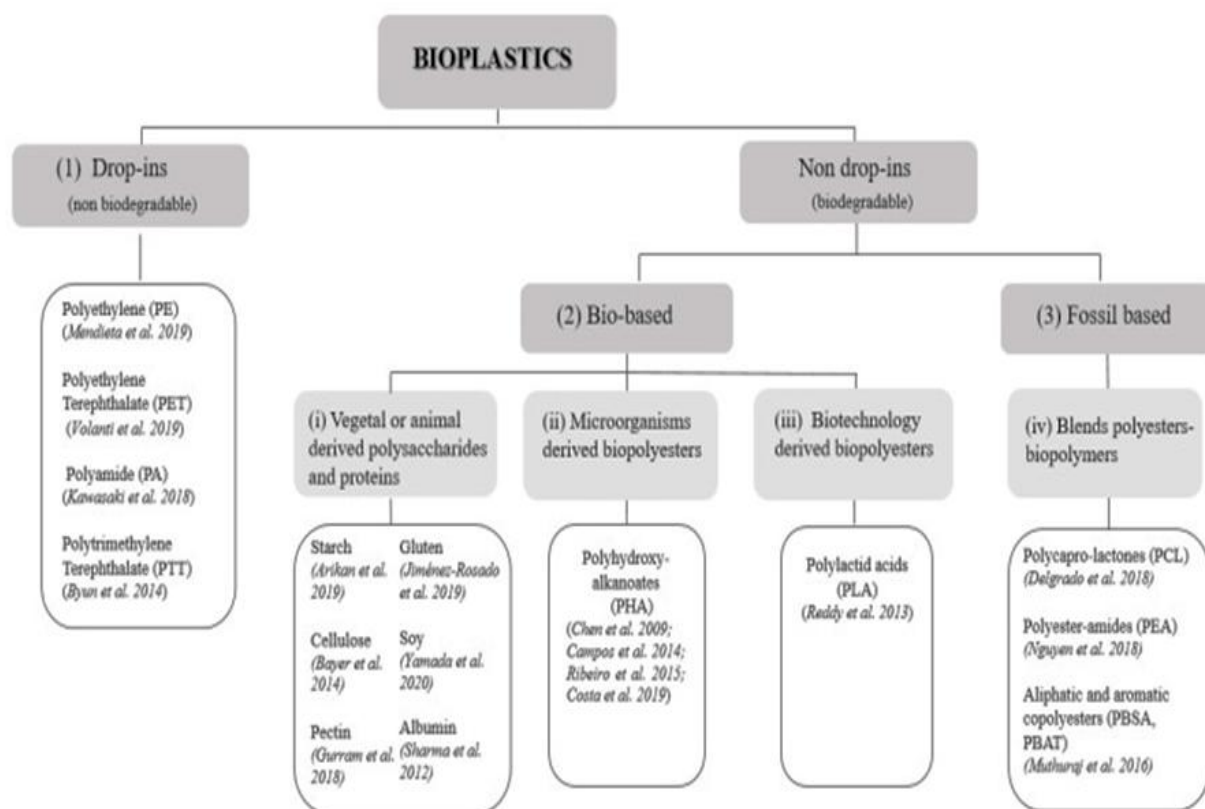 BIOPLASTICS
(1) Drop-ins
(non biodegradable)
Non drop-ins
(biodegradable)
Polyethylene (PE)
(Mendieta et al. 2019)
Polyethylene
Terephthalate (PET)
(Volanti et al. 2019)
Polyamide (PA)
(Kawasaki et al. 2018)
Polytrimethylene
Terephthalate (PTT)
(Byun et al. 2014)
(2) Bio-based
(3) Fossil based
(i) Vegetal or animal
derived polysaccharides
and proteins
Starch
(Arikan et al.
2019)
Cellulose
(Bayer et al.
2014)
Pectin
(Gurram et al.
2018)
Gluten
(Jiménez-Rosado
et al. 2019)
Soy
(Yamada et al.
2020)
Albumin
(Sharma et al.
2012)
(ii) Microorganisms
derived biopolyesters
Polyhydroxy-
alkanoates
(PHA)
(Chen et al. 2009;
Campos et al. 2014;
Ribeiro et al. 2015;
Costa et al. 2019)
(iii) Biotechnology
derived biopolyesters
Polylactid acids
(PLA)
(Reddy et al. 2013)
(iv) Blends polyesters-
biopolymers
Polycapro-lactones (PCL)
(Delgrado et al. 2018)
Polyester-amides (PEA)
(Nguyen et al. 2018)
Aliphatic and aromatic
copolyesters (PBSA,
PBAT)
(Muthuraj et al. 2016)